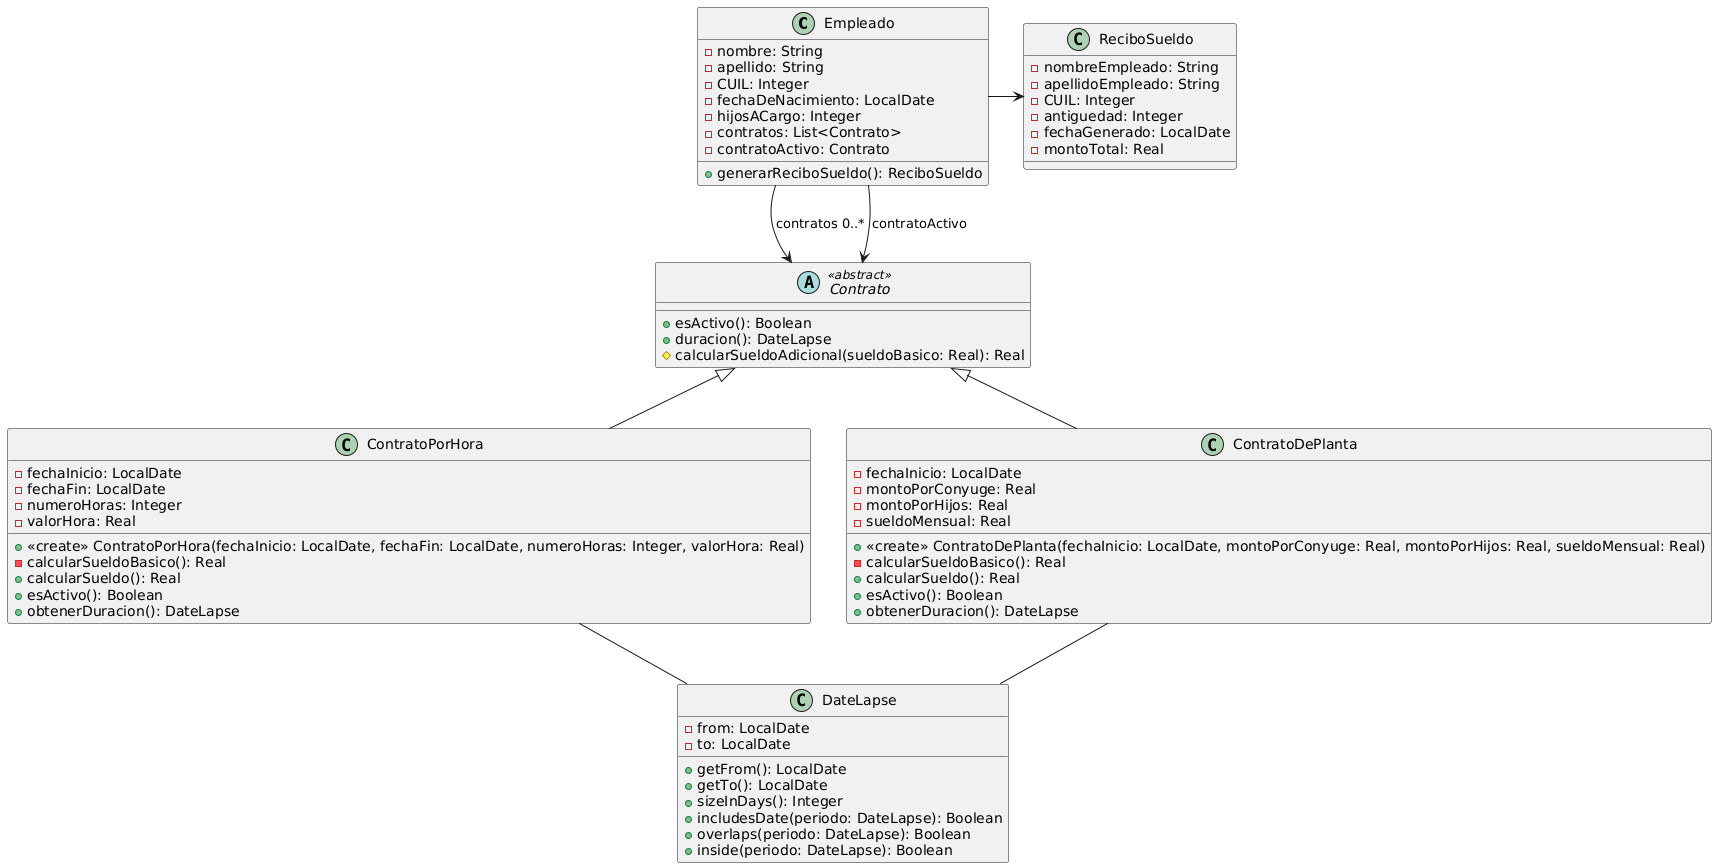 C Empleado
nombre: String
apellido: String
CUIL: Integer
fechaDeNacimiento: LocalDate
hijosACargo: Integer
contratos: List<Contrato>
contratoActivo: Contrato
generarReciboSueldo(): ReciboSueldo
C ReciboSueldo
nombreEmpleado: String
apellidoEmpleado: String
CUIL: Integer
antiguedad: Integer
fechaGenerado: LocalDate
montoTotal: Real
contratos 0..*
contratoActivo
A «abstract»
Contrato
esActivo(): Boolean
duracion(): DateLapse
calcularSueldoAdicional(sueldoBasico: Real): Real
C ContratoPorHora
fechaInicio: LocalDate
fechaFin: LocalDate
numeroHoras: Integer
valorHora: Real
«create» ContratoPorHora(fechaInicio: LocalDate, fechaFin: LocalDate, numeroHoras: Integer, valorHora: Real)
calcularSueldoBasico(): Real
calcularSueldo(): Real
esActivo(): Boolean
obtenerDuracion(): DateLapse
C ContratoDePlanta
fechaInicio: LocalDate
montoPorConyuge: Real
montoPorHijos: Real
sueldoMensual: Real
«create» ContratoDePlanta(fechaInicio: LocalDate, montoPorConyuge: Real, montoPorHijos: Real, sueldoMensual: Real)
calcularSueldoBasico(): Real
calcularSueldo(): Real
esActivo(): Boolean
obtenerDuracion(): DateLapse
C DateLapse
from: LocalDate
to: LocalDate
getFrom(): LocalDate
getTo(): LocalDate
sizeInDays(): Integer
includesDate(periodo: DateLapse): Boolean
overlaps(periodo: DateLapse): Boolean
inside(periodo: DateLapse): Boolean